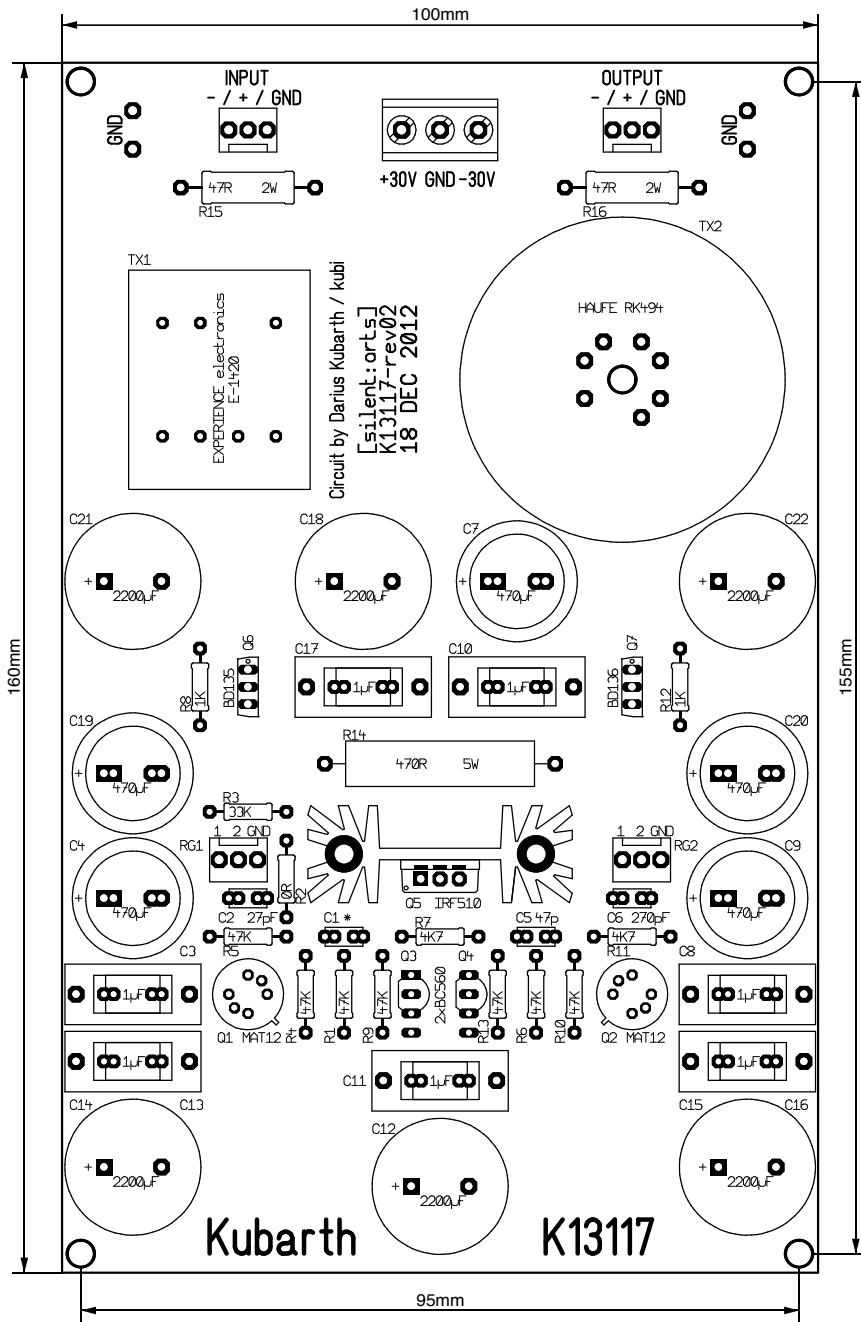 100mm
INPUT
- / + / GND
OUTPUT
- / + / GND
GND
GND
+30V GND -30V
47R 2W
R15
47R 2W
R16
TX2
TX1
HAUFE RK494
EXPERIENCE electronics
E-1420
Circuit by Darius Kubarth / kubi
[silent:arts]
K13117-rev02
18 DEC 2012
160mm
155mm
C21
+
2200µF
C18
+
2200µF
C7
+
470µF
C22
+
2200µF
Q6
BD135
R8
1K
C17
1µF
C10
1µF
Q7
BD136
R12
1K
C19
+
470µF
R14
470R 5W
C20
+
470µF
R3
33K
RG1
1 2 GND
1 2 GND
RG2
C4
+
470µF
0R
R2
C2 27pF
Q5 IRF510
C6 270pF
C9
+
470µF
C1 *
R7
4K7
C5 47p
47K
R5
4K7
R11
C3
1µF
Q1 MAT12
47K
R4
47K
R1
47K
R9
Q3
2xBC560
Q4
47K
R13
47K
R6
47K
R10
Q2 MAT12
C8
1µF
1µF
C14
C13
C11
1µF
1µF
C15
C16
+
2200µF
C12
+
2200µF
+
2200µF
Kubarth
K13117
95mm